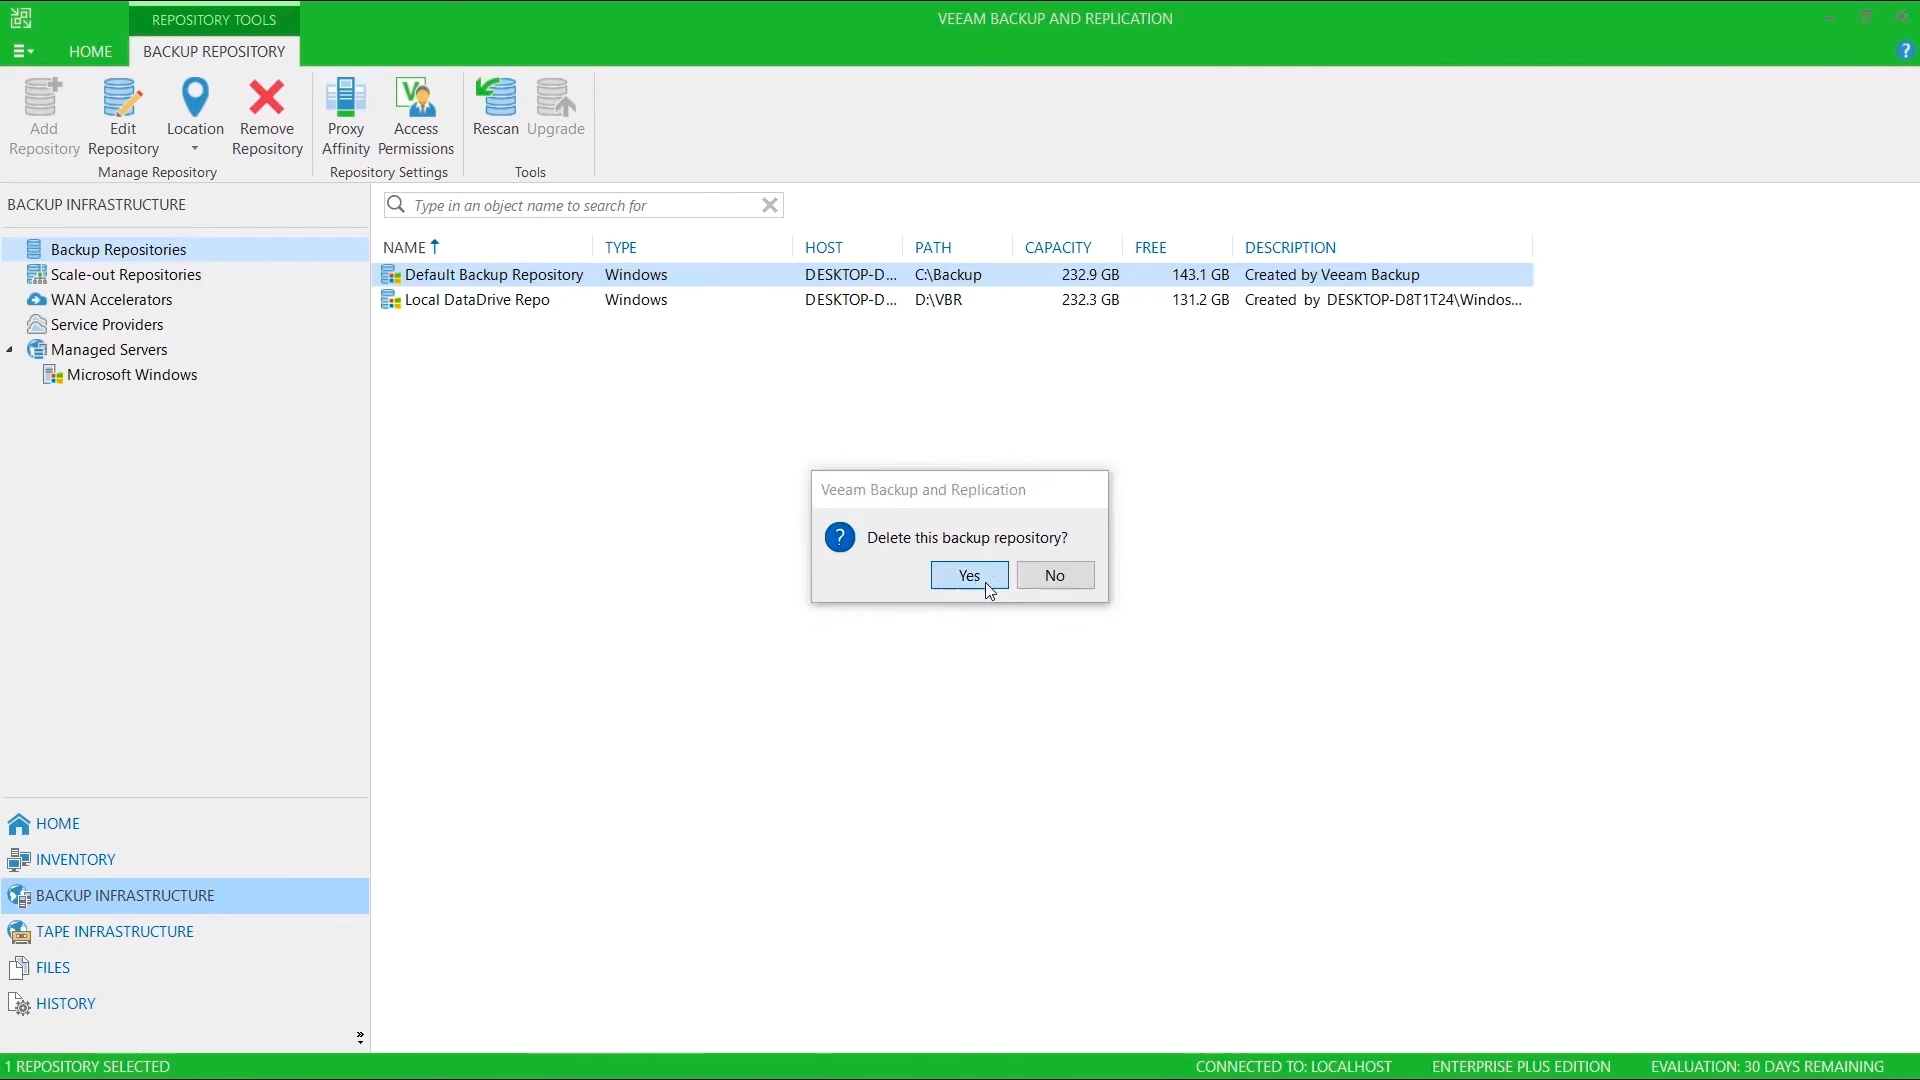 REPOSITORY TOOLS
VEEAM BACKUP AND REPLICATION
HOME
BACKUP REPOSITORY
?
Add Repository
Edit Repository
Location
Remove Repository
Manage Repository
Proxy Affinity
Access Permissions
Repository Settings
Rescan
Upgrade
Tools
BACKUP INFRASTRUCTURE
Backup Repositories
Scale-out Repositories
WAN Accelerators
Service Providers
Managed Servers
Microsoft Windows
Type in an object name to search for
NAME TYPE HOST PATH CAPACITY FREE DESCRIPTION
Default Backup Repository Windows DESKTOP-D... C:\Backup 232.9 GB 143.1 GB Created by Veeam Backup
Local DataDrive Repo Windows DESKTOP-D... D:\VBR 232.3 GB 131.2 GB Created by DESKTOP-D8T1T24\Windos...
Veeam Backup and Replication
? Delete this backup repository?
Yes No
HOME
INVENTORY
BACKUP INFRASTRUCTURE
TAPE INFRASTRUCTURE
FILES
HISTORY
1 REPOSITORY SELECTED
CONNECTED TO: LOCALHOST
ENTERPRISE PLUS EDITION
EVALUATION: 30 DAYS REMAINING